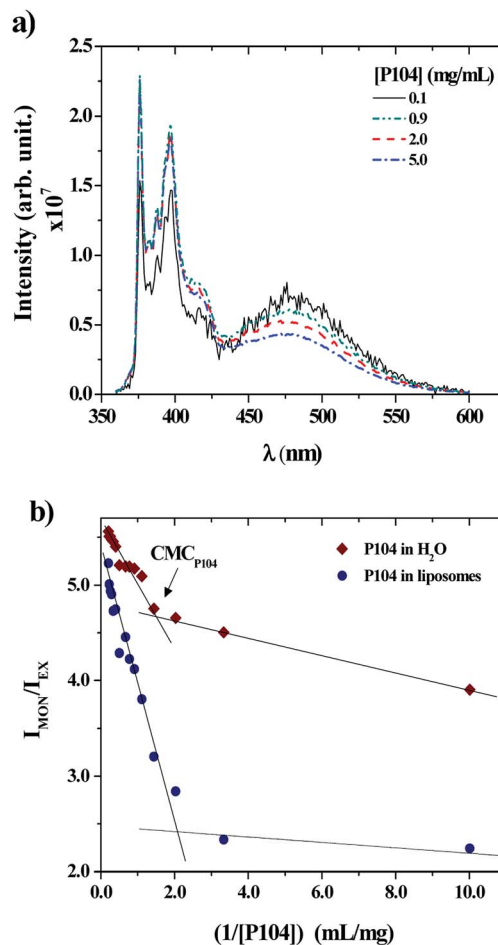 a)
[P104] (mg/mL)
0.1
0.9
2.0
5.0
Intensity (arb. unit.)
x10⁷
2.5
2.0
1.5
1.0
0.5
0.0
350 400 450 500 550 600
λ (nm)
b)
P104 in H₂O
P104 in liposomes
CMC_P104
I_MON/I_EX
5.0
4.0
3.0
2.0
0.0 2.0 4.0 6.0 8.0 10.0
(1/[P104]) (mL/mg)